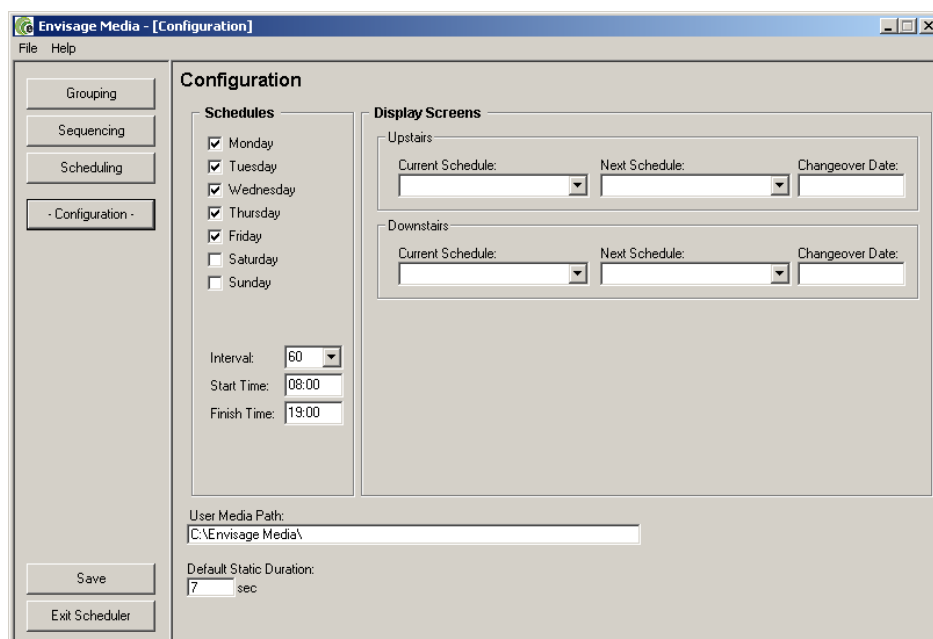 Envisage Media - [Configuration]
File Help
Grouping
Sequencing
Scheduling
- Configuration -
Save
Exit Scheduler
Configuration
Schedules
Monday
Tuesday
Wednesday
Thursday
Friday
Saturday
Sunday
Interval: 60
Start Time: 08:00
Finish Time: 19:00
Display Screens
Upstairs
Current Schedule: Next Schedule: Changeover Date:
Downstairs
Current Schedule: Next Schedule: Changeover Date:
User Media Path:
C:\Envisage Media\
Default Static Duration:
7 sec